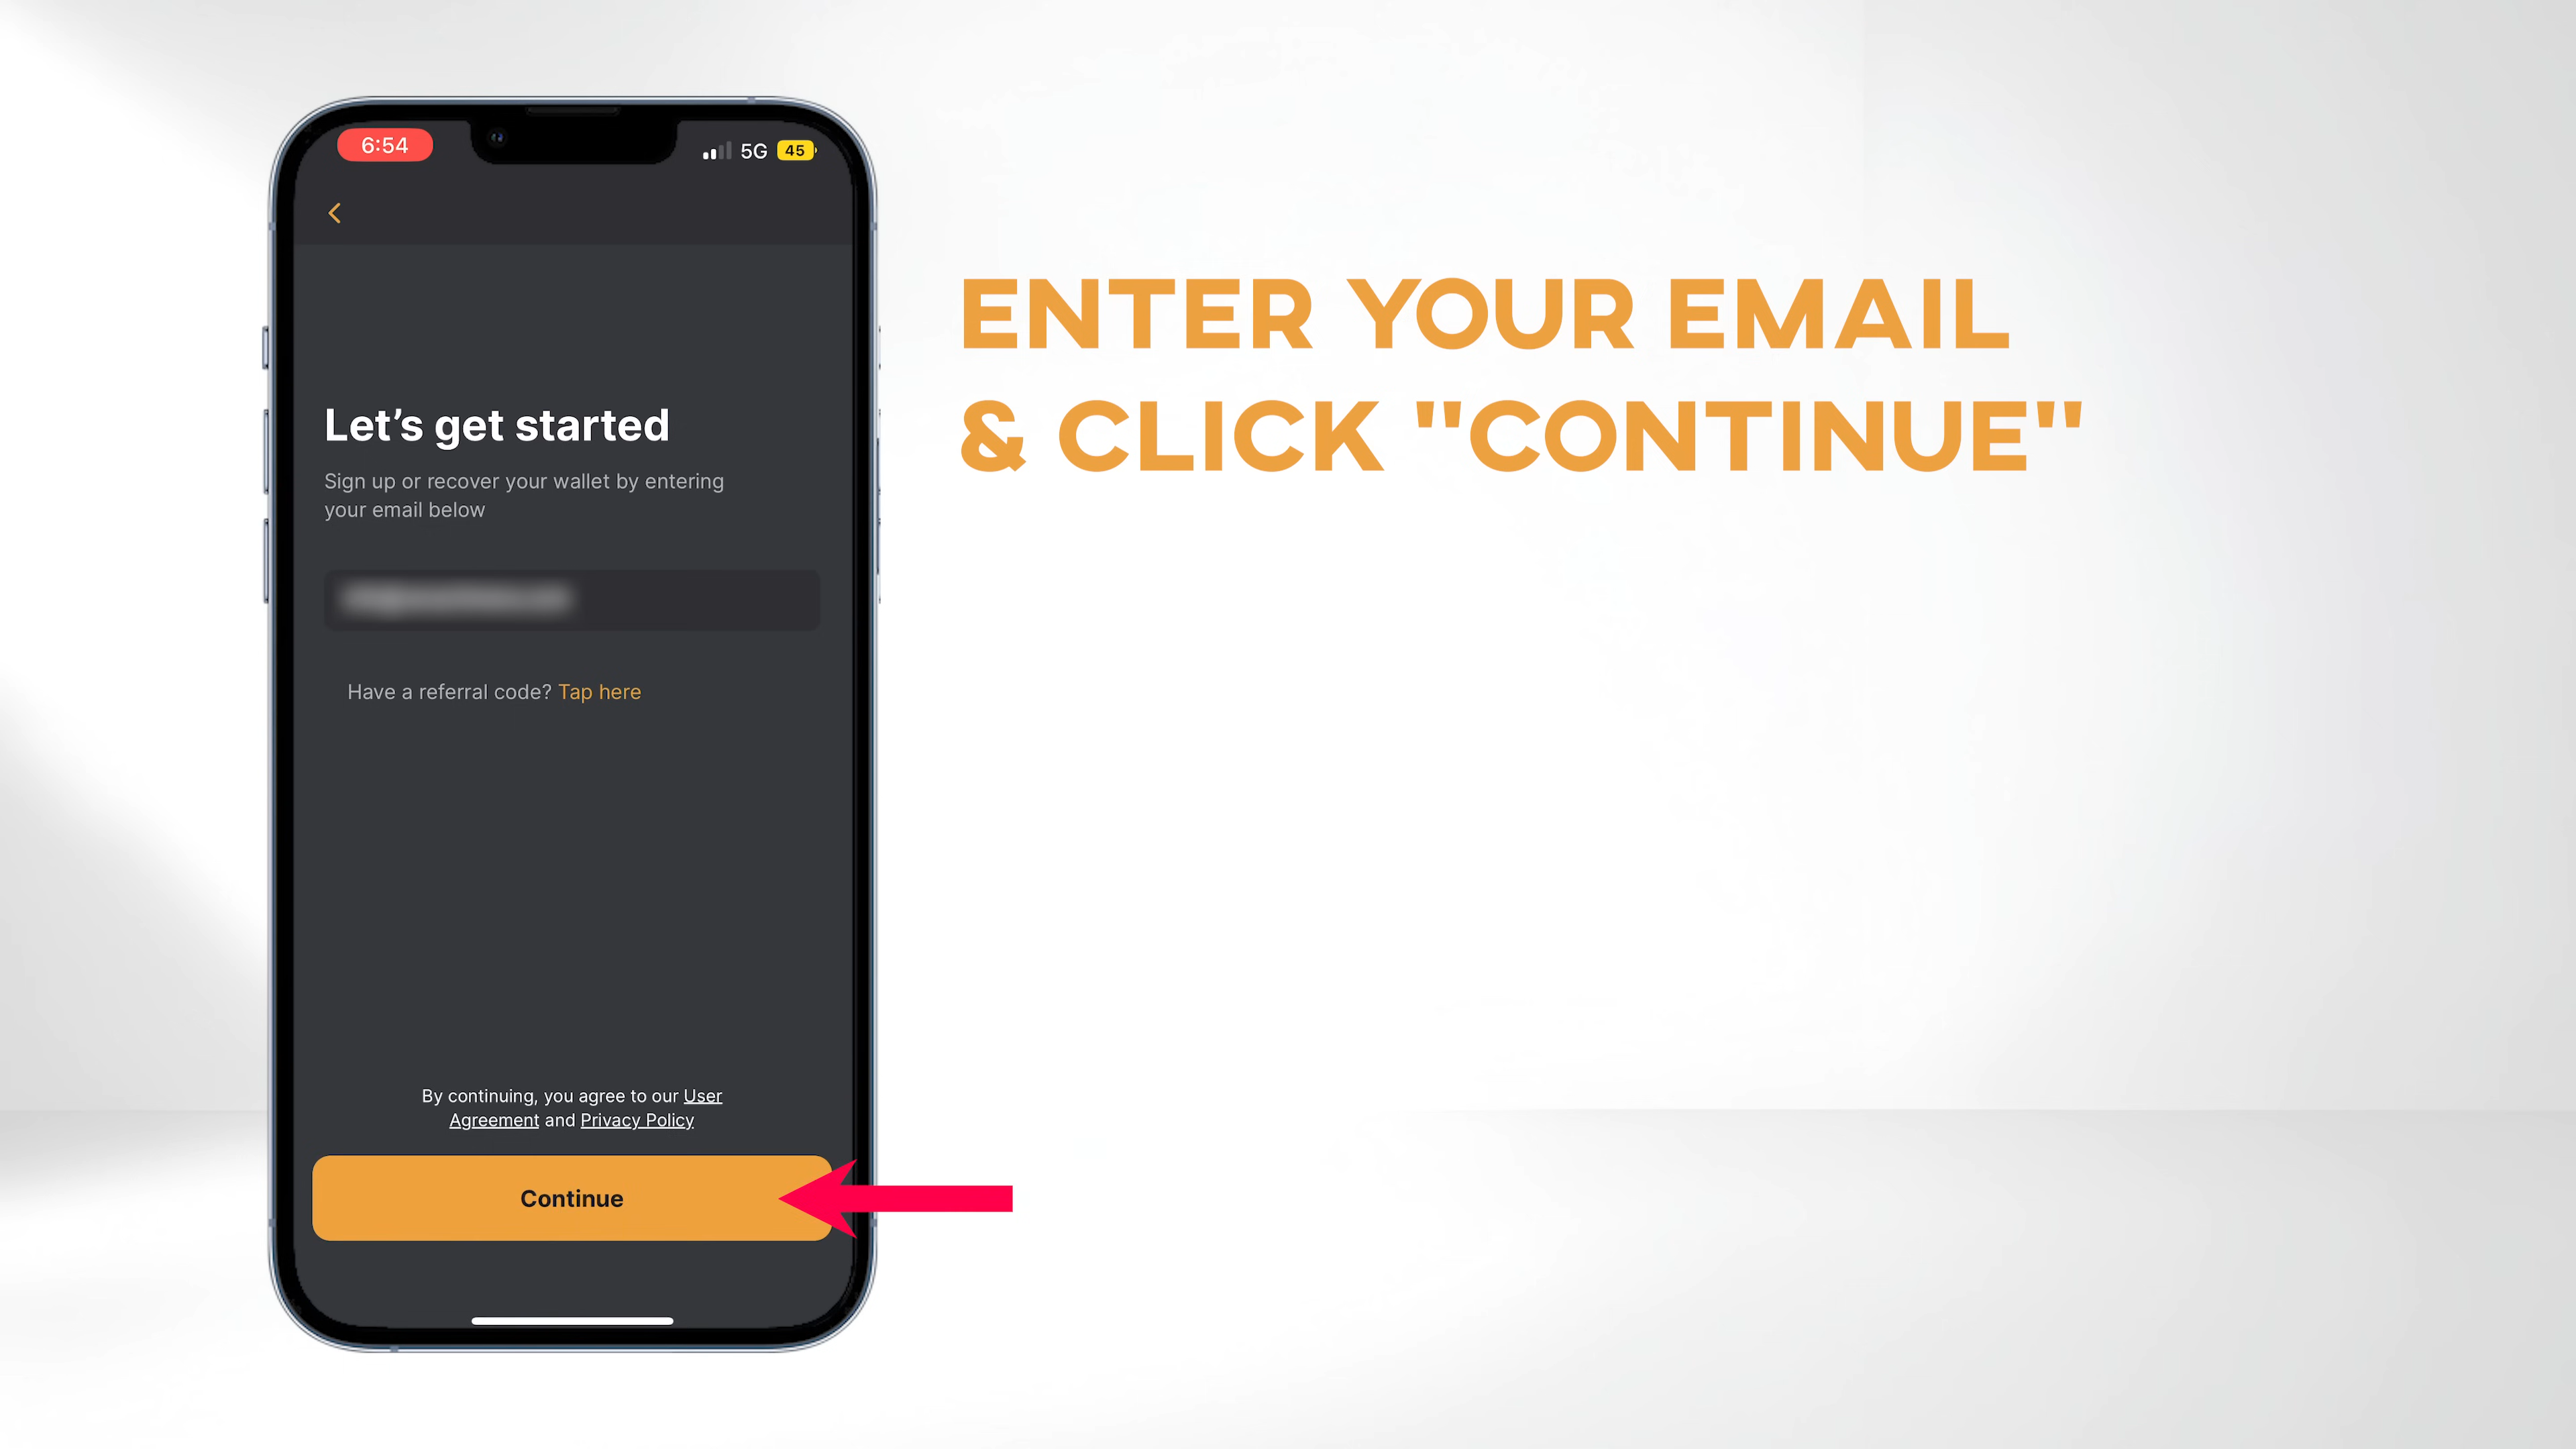 6:54
5G 45
Let's get started
Sign up or recover your wallet by entering
your email below
Have a referral code? Tap here
By continuing, you agree to our User
Agreement and Privacy Policy
Continue
ENTER YOUR EMAIL
& CLICK "CONTINUE"